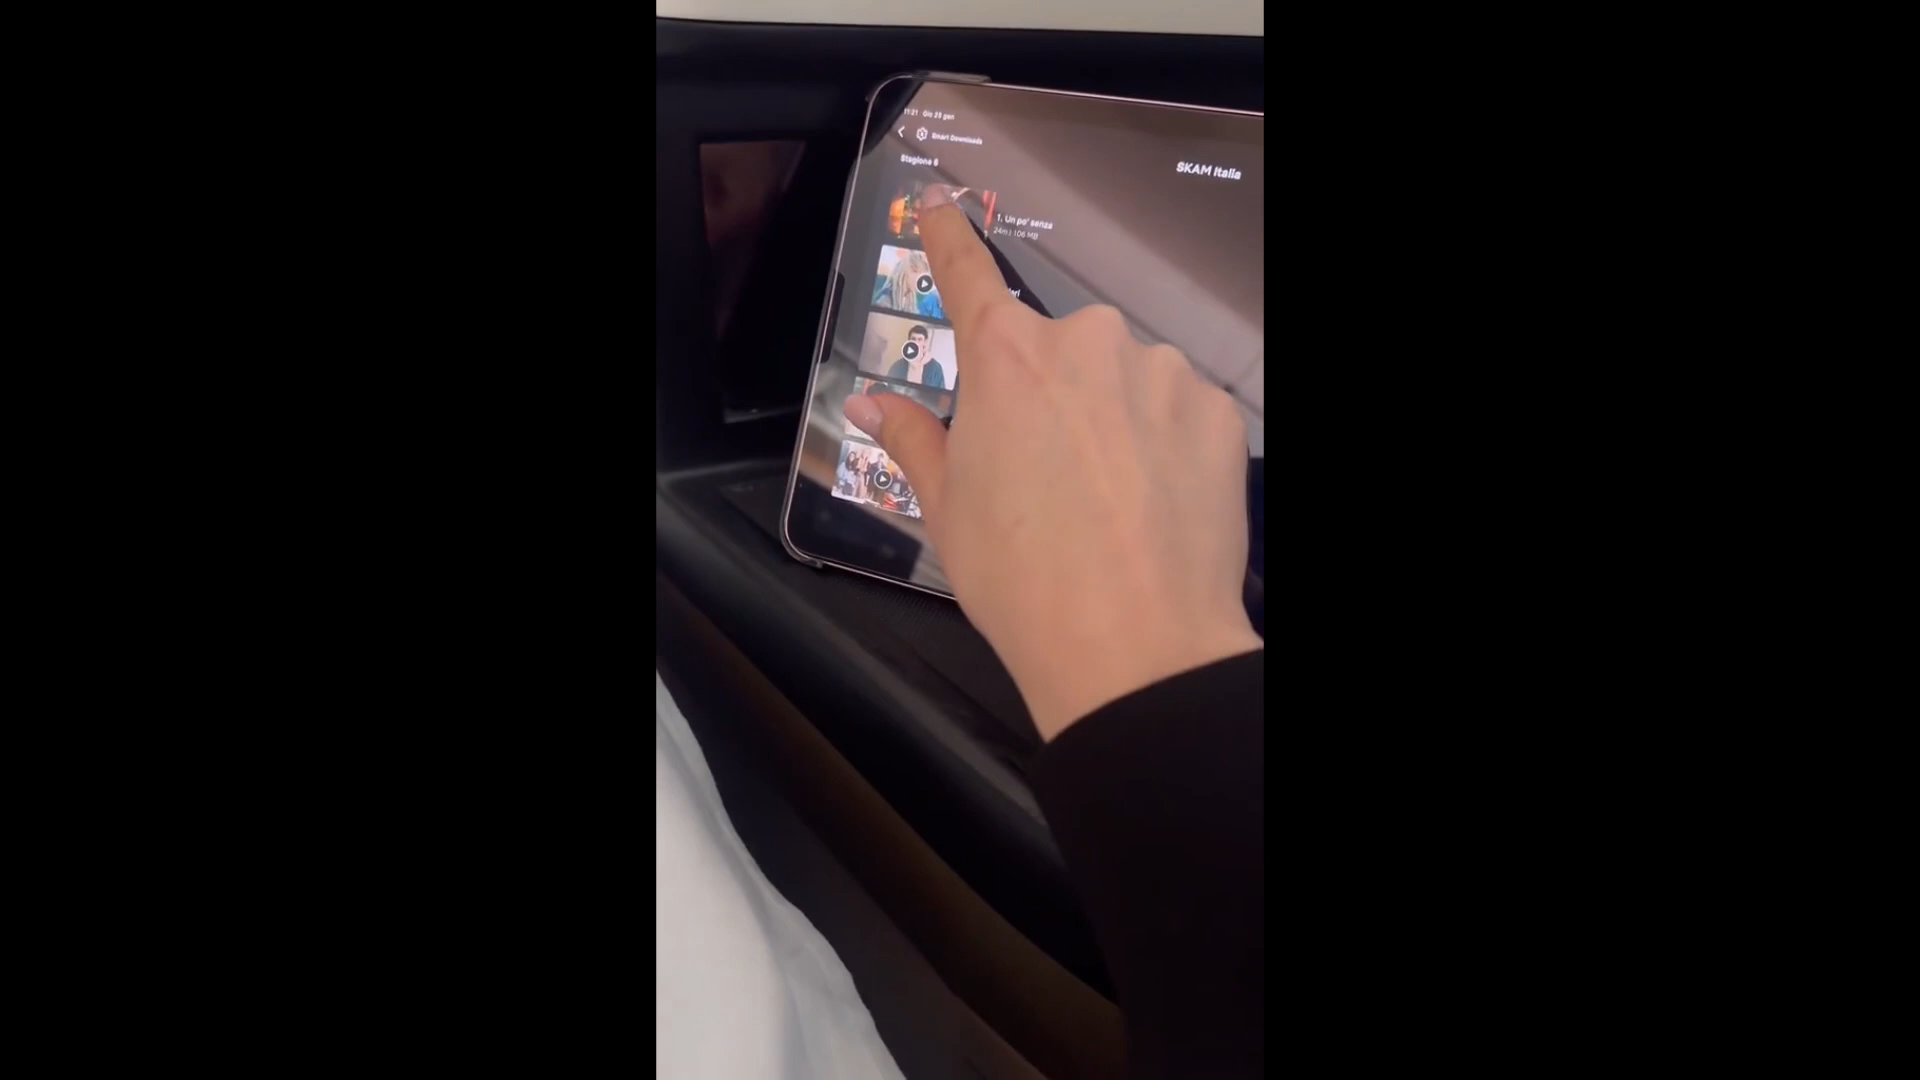 11:21 Gio 29 gen
Smart Downloads
SKAM Italia
Stagione 6
1. Un po' senza
24m | 106 MB